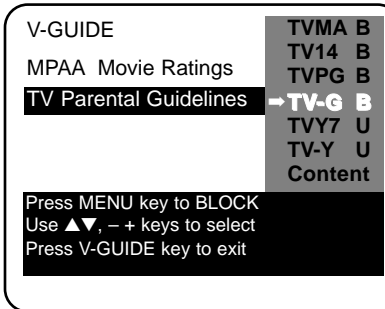 V-GUIDE
MPAA Movie Ratings
TV Parental Guidelines
TVMA B
TV14 B
TVPG B
➡TV-G B
TVY7 U
TV-Y U
Content
Press MENU key to BLOCK
Use ▲▼, – + keys to select
Press V-GUIDE key to exit